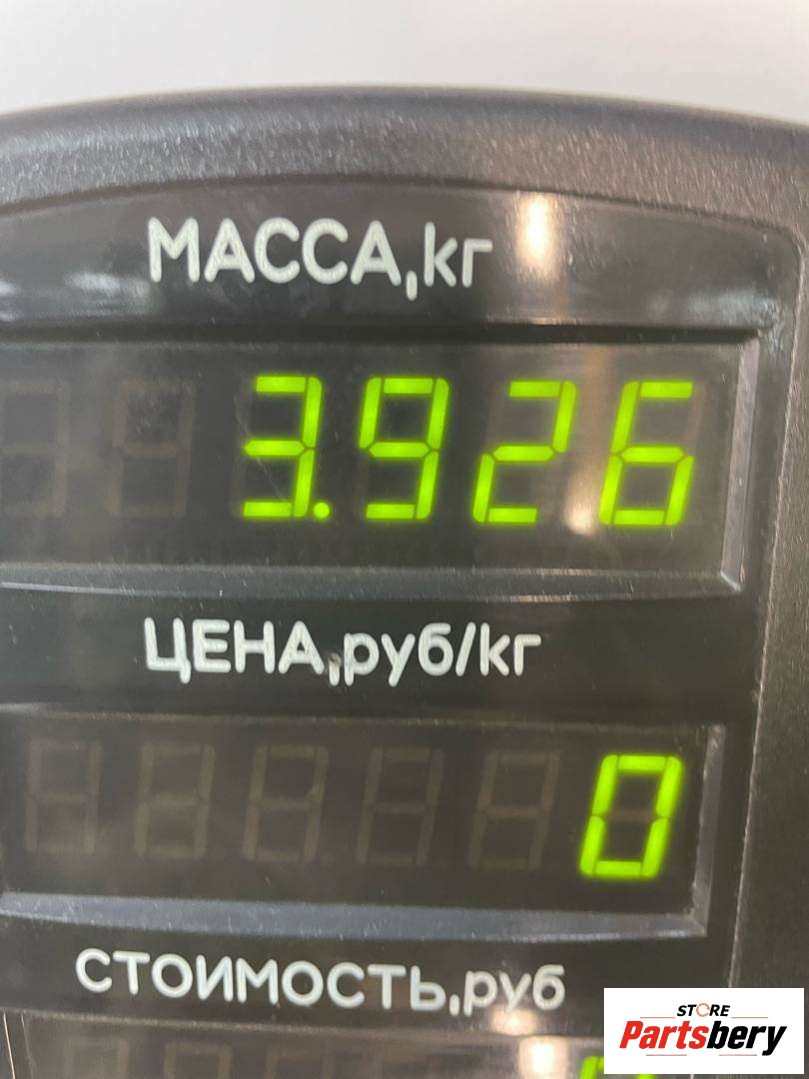 МАССА,кг
3.926
ЦЕНА,руб/кг
0
СТОИМОСТЬ,руб
STORE
Partsbery